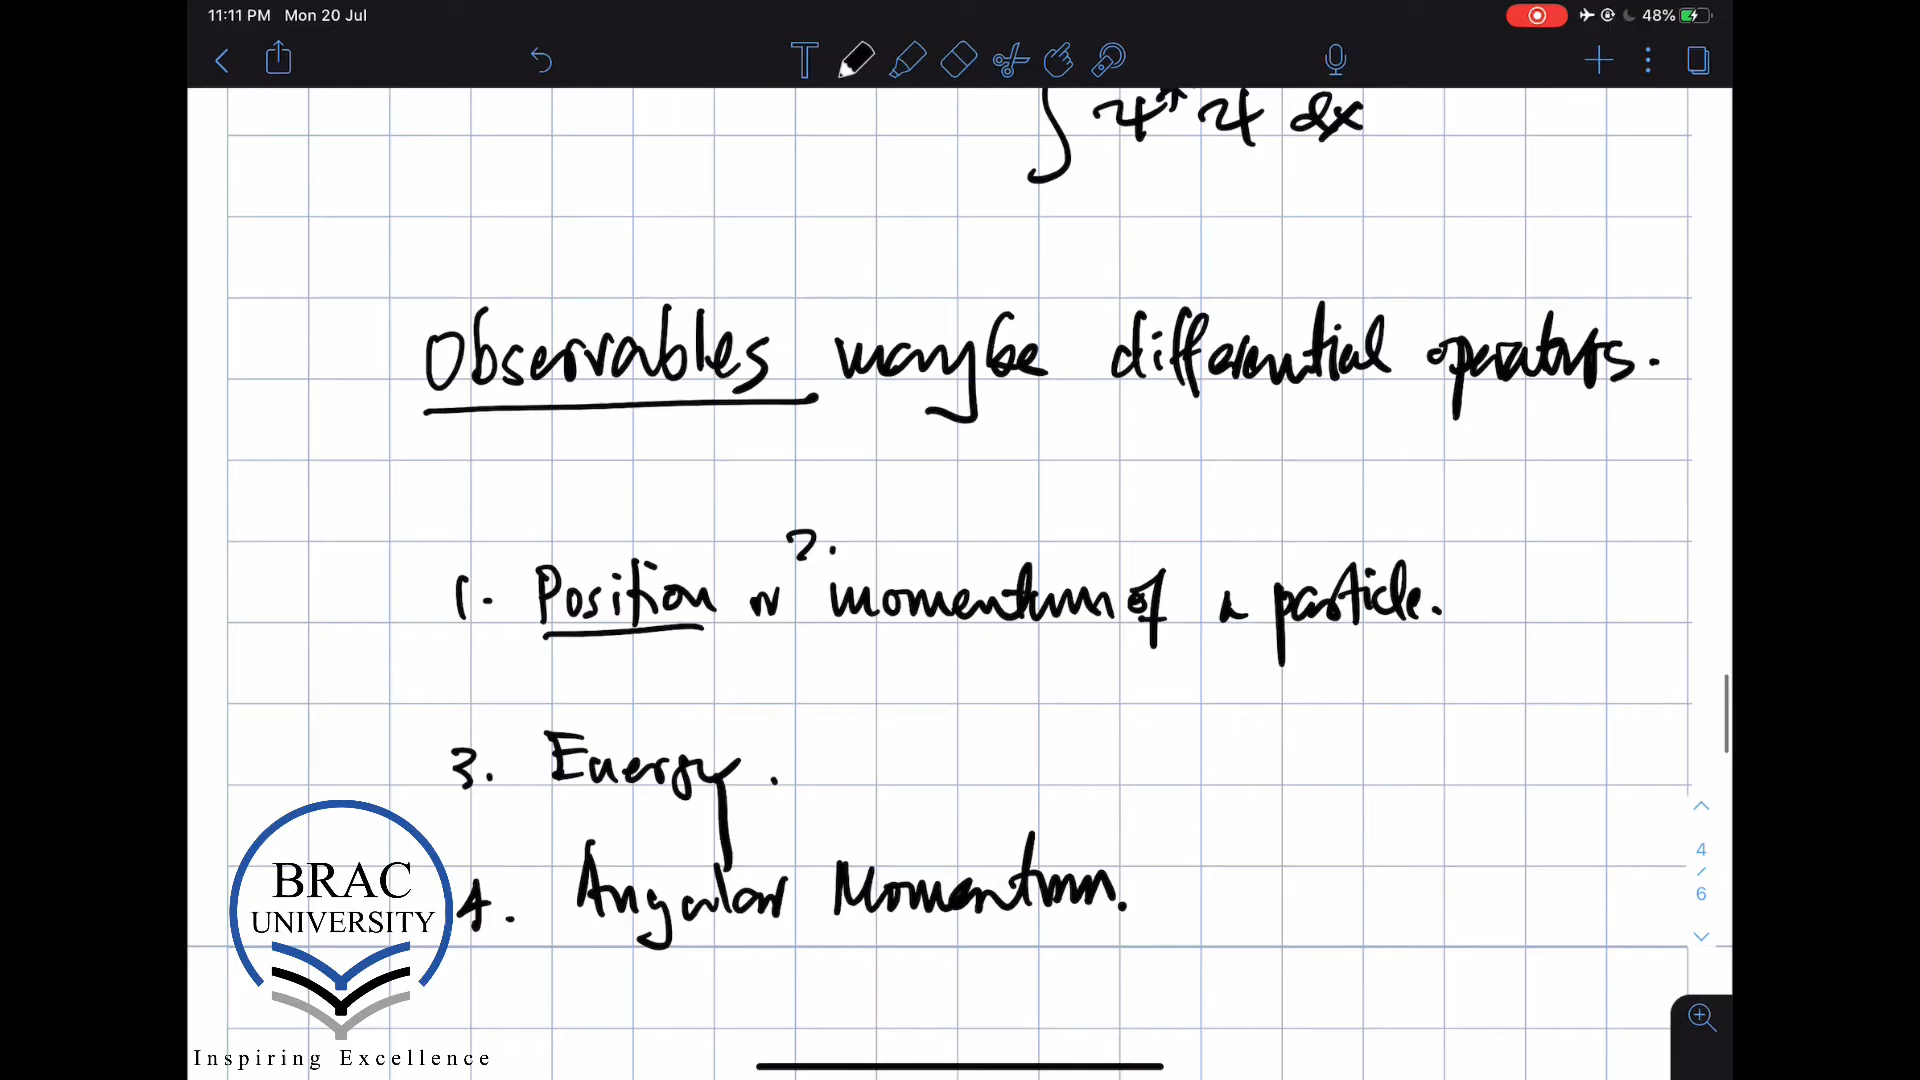 11:11 PM Mon 20 Jul
48%
∫ ψ* ψ dx
Observables maybe differential operators.
2.
1. Position or momentum of a particle.
3. Energy.
4. Angular Momentum.
4
/
6
BRAC
UNIVERSITY
Inspiring Excellence